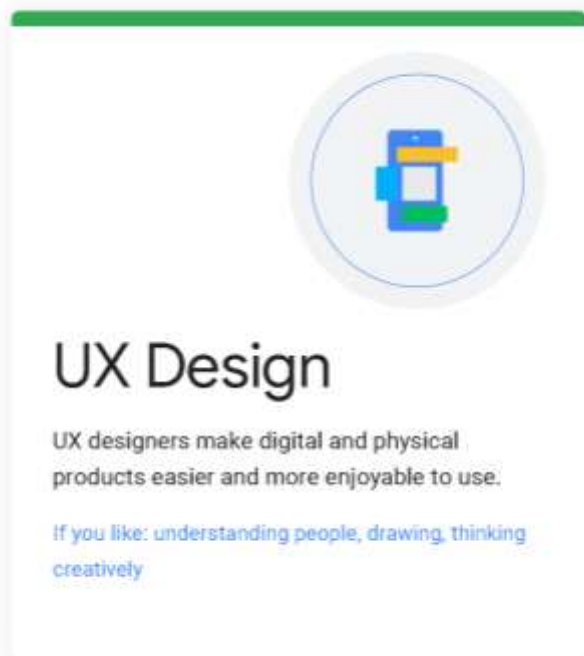 UX Design
UX designers make digital and physical
products easier and more enjoyable to use.
If you like: understanding people, drawing, thinking
creatively